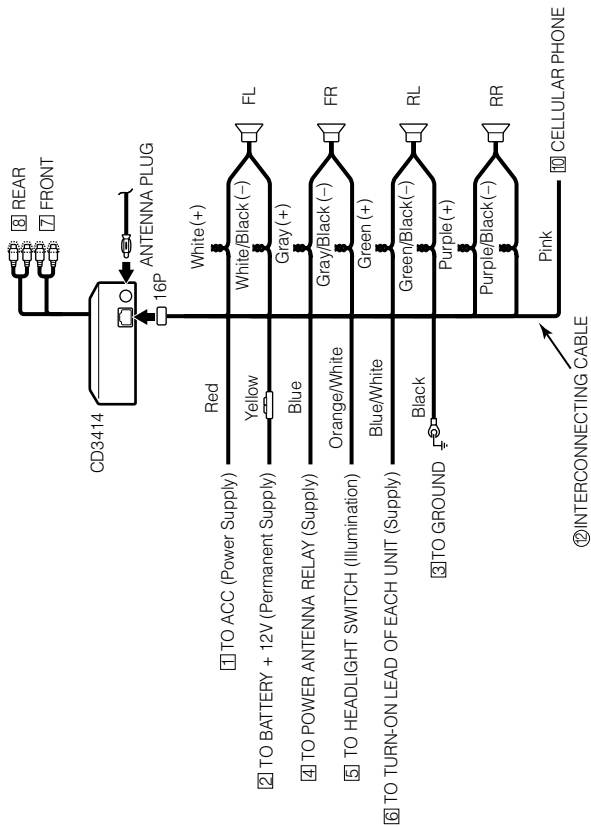 8 REAR
7 FRONT
ANTENNA PLUG
16P
CD3414
Red
Yellow
Blue
Orange/White
Blue/White
Black
1 TO ACC (Power Supply)
2 TO BATTERY + 12V (Permanent Supply)
4 TO POWER ANTENNA RELAY (Supply)
5 TO HEADLIGHT SWITCH (Illumination)
6 TO TURN-ON LEAD OF EACH UNIT (Supply)
3 TO GROUND
White (+)
White/Black (−)
Gray (+)
Gray/Black (−)
Green (+)
Green/Black (−)
Purple (+)
Purple/Black (−)
Pink
FL
FR
RL
RR
10 CELLULAR PHONE
⑫ INTERCONNECTING CABLE